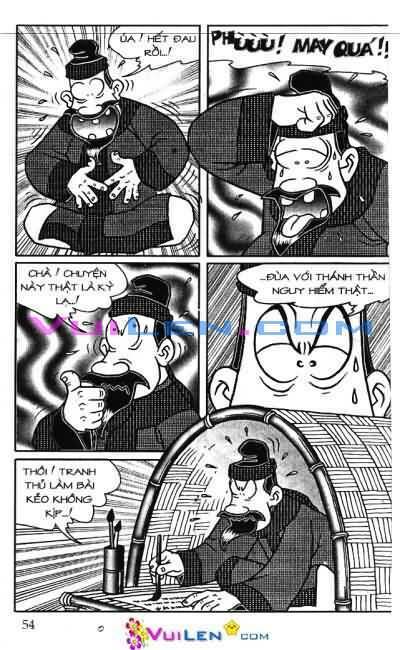 ỦA! HẾT ĐAU
RỒI...!
PHÙÙÙ! MAY QUÁ!!
CHÀ! CHUYỆN
NÀY THẬT LÀ KỲ
LẠ...!
...ĐÙA VỚI THÁNH THẦN
NGUY HIỂM THẬT...
VUILEN.COM
THÔI! TRANH
THỦ LÀM BÀI
KẺO KHÔNG
KỊP...!
54
VUILEN.COM